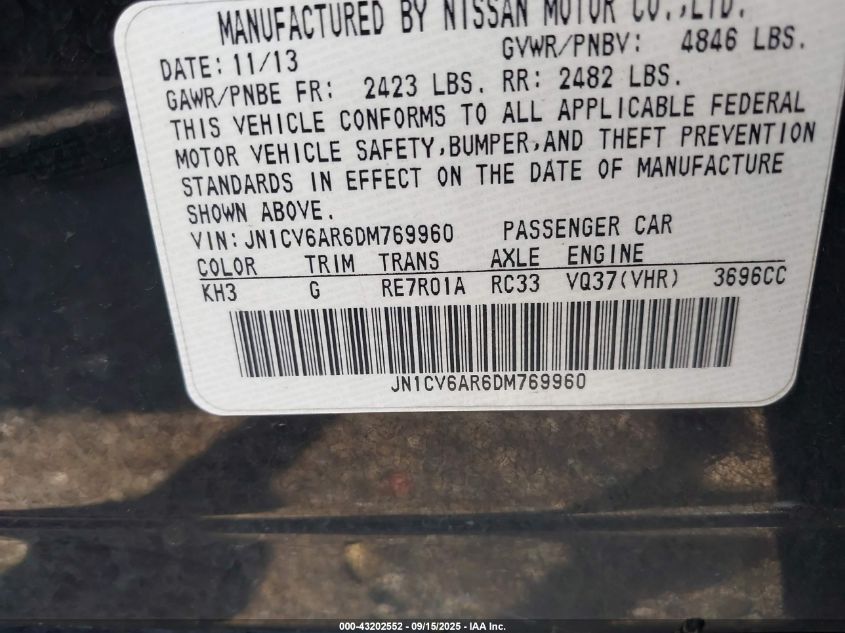 MANUFACTURED BY NISSAN MOTOR CO.,LTD.
DATE: 11/13 GVWR/PNBV: 4846 LBS.
GAWR/PNBE FR: 2423 LBS. RR: 2482 LBS.
THIS VEHICLE CONFORMS TO ALL APPLICABLE FEDERAL
MOTOR VEHICLE SAFETY,BUMPER,AND THEFT PREVENTION
STANDARDS IN EFFECT ON THE DATE OF MANUFACTURE
SHOWN ABOVE.
VIN: JN1CV6AR6DM769960 PASSENGER CAR
COLOR TRIM TRANS AXLE ENGINE
KH3 G RE7R01A RC33 VQ37(VHR) 3696CC
JN1CV6AR6DM769960
000-43202552 - 09/15/2025 - IAA Inc.